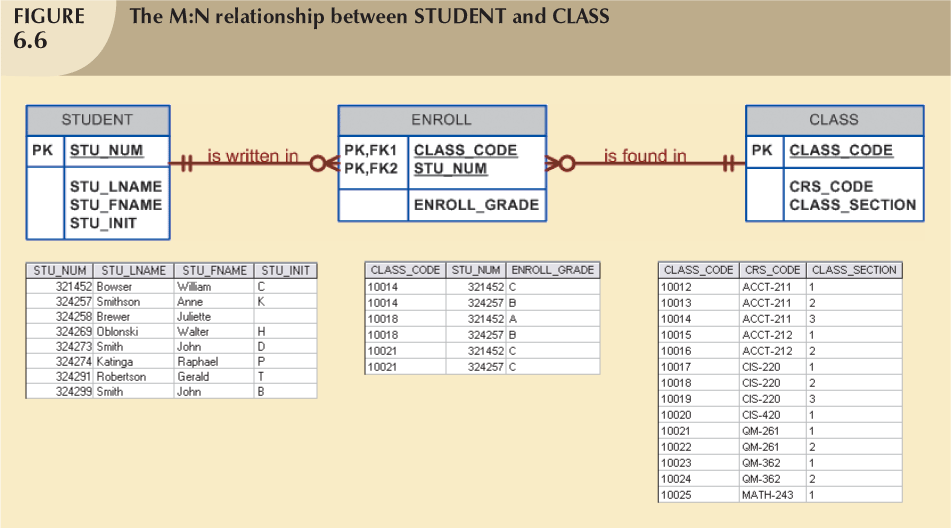 FIGURE 6.6
The M:N relationship between STUDENT and CLASS
STUDENT
PK STU_NUM
STU_LNAME
STU_FNAME
STU_INIT
is written in
ENROLL
PK,FK1 CLASS_CODE
PK,FK2 STU_NUM
ENROLL_GRADE
is found in
CLASS
PK CLASS_CODE
CRS_CODE
CLASS_SECTION
STU_NUM STU_LNAME STU_FNAME STU_INIT
321452 Bowser William C
324257 Smithson Anne K
324258 Brewer Juliette
324269 Oblonski Walter H
324273 Smith John D
324274 Katinga Raphael P
324291 Robertson Gerald T
324299 Smith John B
CLASS_CODE STU_NUM ENROLL_GRADE
10014 321452 C
10014 324257 B
10018 321452 A
10018 324257 B
10021 321452 C
10021 324257 C
CLASS_CODE CRS_CODE CLASS_SECTION
10012 ACCT-211 1
10013 ACCT-211 2
10014 ACCT-211 3
10015 ACCT-212 1
10016 ACCT-212 2
10017 CIS-220 1
10018 CIS-220 2
10019 CIS-220 3
10020 CIS-420 1
10021 QM-261 1
10022 QM-261 2
10023 QM-362 1
10024 QM-362 2
10025 MATH-243 1